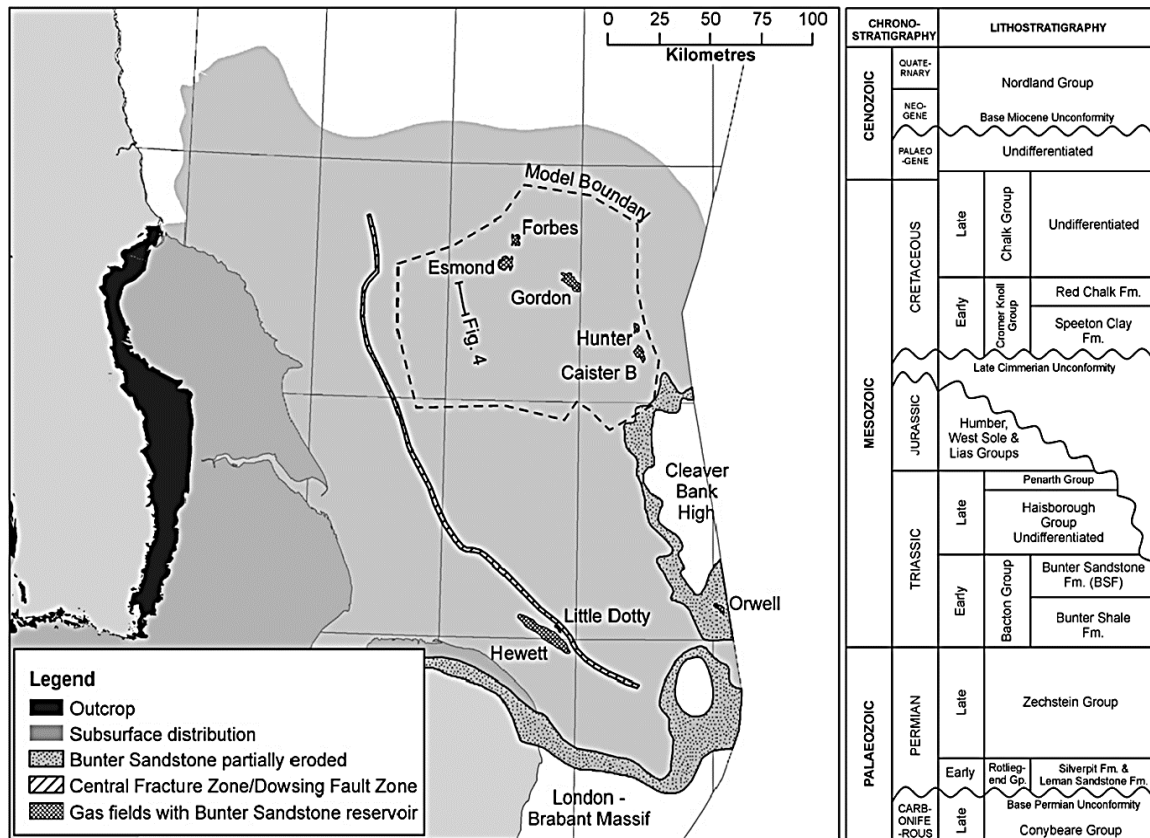 0 25 50 75 100
Kilometres
Model Boundary
Forbes
Esmond
Gordon
Fig. 4
Hunter
Caister B
Cleaver
Bank
High
Little Dotty
Orwell
Hewett
London -
Brabant Massif
Legend
Outcrop
Subsurface distribution
Bunter Sandstone partially eroded
Central Fracture Zone/Dowsing Fault Zone
Gas fields with Bunter Sandstone reservoir
CHRONO-
STRATIGRAPHY
LITHOSTRATIGRAPHY
CENOZOIC
QUATE-
RNARY
Nordland Group
NEO-
GENE
Base Miocene Unconformity
PALAEO
-GENE
Undifferentiated
MESOZOIC
CRETACEOUS
Late
Chalk Group
Undifferentiated
Early
Cromer Knoll
Group
Red Chalk Fm.
Speeton Clay
Fm.
Late Cimmerian Unconformity
JURASSIC
Humber,
West Sole &
Lias Groups
TRIASSIC
Late
Penarth Group
Haisborough
Group
Undifferentiated
Early
Bacton Group
Bunter Sandstone
Fm. (BSF)
Bunter Shale
Fm.
PALAEOZOIC
PERMIAN
Late
Zechstein Group
Early
Rotlieg-
end Gp.
Silverpit Fm. &
Leman Sandstone Fm.
CARB-
ONIFE
-ROUS
Late
Base Permian Unconformity
Conybeare Group